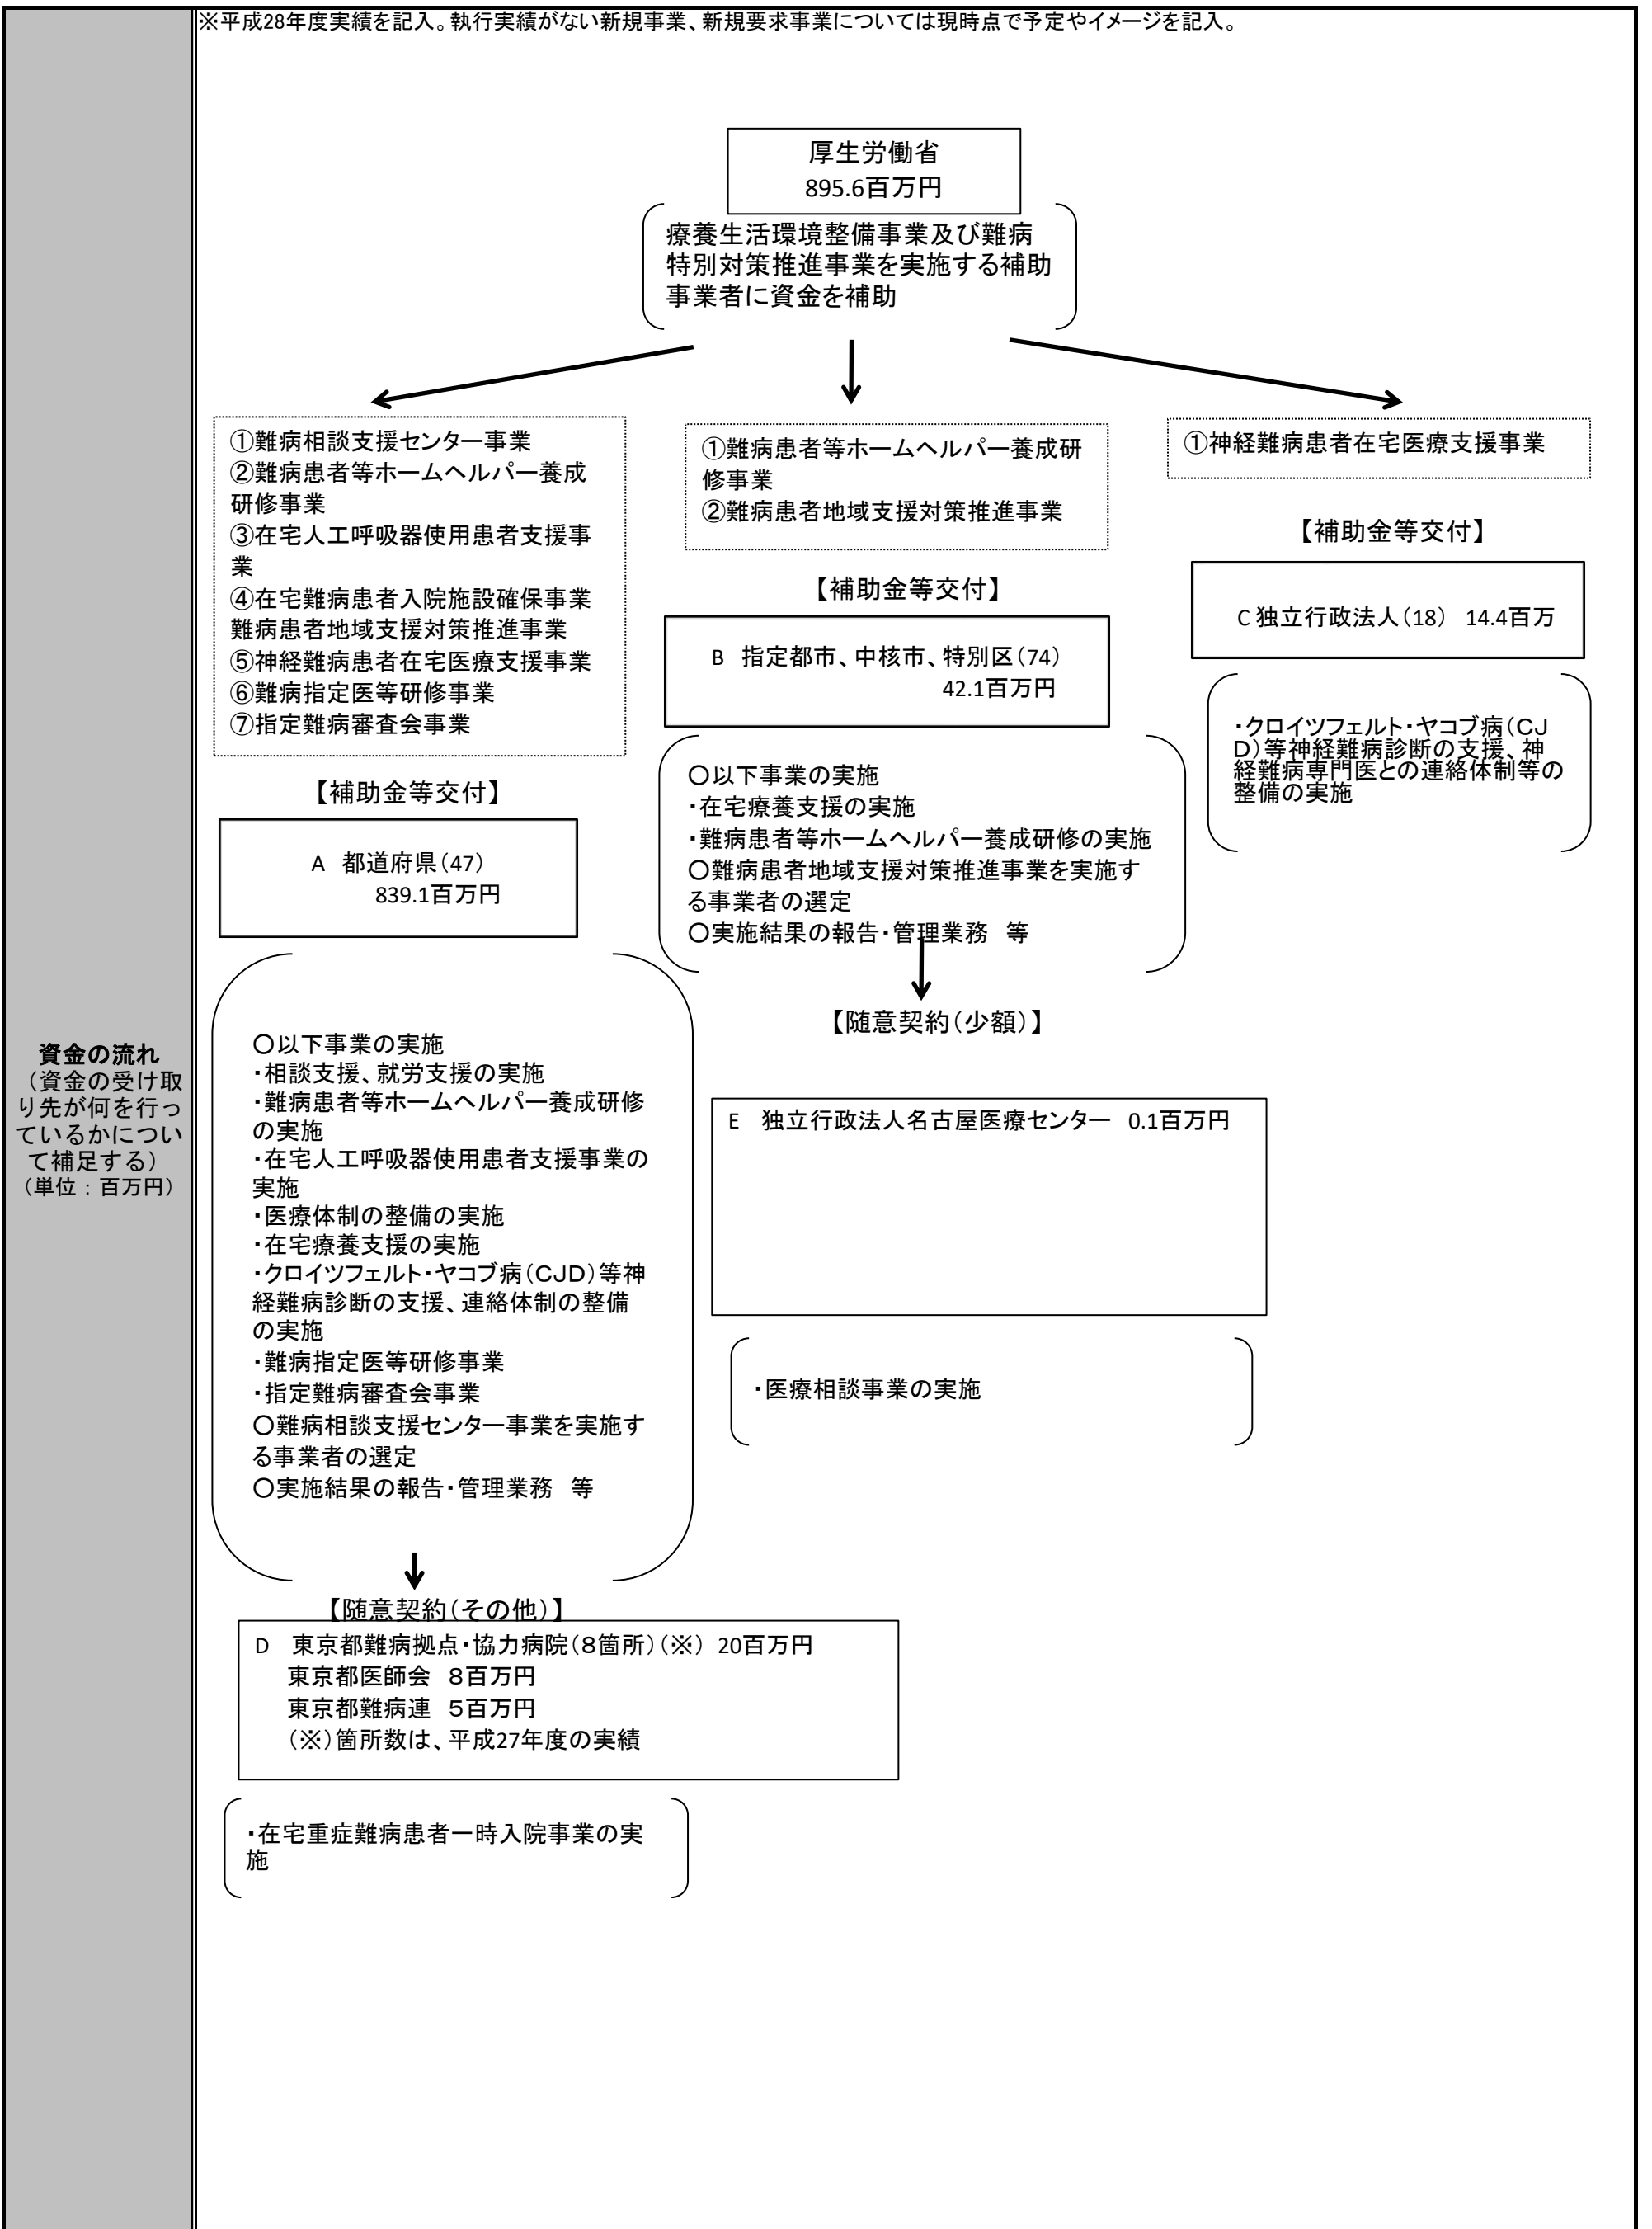 ※平成28年度実績を記入。執行実績がない新規事業、新規要求事業については現時点で予定やイメージを記入。
資金の流れ
（資金の受け取
り先が何を行っ
ているかについ
て補足する）
（単位：百万円）
厚生労働省
895.6百万円
療養生活環境整備事業及び難病
特別対策推進事業を実施する補助
事業者に資金を補助
①難病相談支援センター事業
②難病患者等ホームヘルパー養成
研修事業
③在宅人工呼吸器使用患者支援事
業
④在宅難病患者入院施設確保事業
難病患者地域支援対策推進事業
⑤神経難病患者在宅医療支援事業
⑥難病指定医等研修事業
⑦指定難病審査会事業
【補助金等交付】
A 都道府県（47）
839.1百万円
〇以下事業の実施
・相談支援、就労支援の実施
・難病患者等ホームヘルパー養成研修
の実施
・在宅人工呼吸器使用患者支援事業の
実施
・医療体制の整備の実施
・在宅療養支援の実施
・クロイツフェルト・ヤコブ病（CJD）等神
経難病診断の支援、連絡体制の整備
の実施
・難病指定医等研修事業
・指定難病審査会事業
〇難病相談支援センター事業を実施す
る事業者の選定
〇実施結果の報告・管理業務　等
【随意契約（その他）】
D　東京都難病拠点・協力病院（８箇所）（※） 20百万円
東京都医師会　８百万円
東京都難病連　５百万円
（※）箇所数は、平成27年度の実績
・在宅重症難病患者一時入院事業の実
施
①難病患者等ホームヘルパー養成研
修事業
②難病患者地域支援対策推進事業
【補助金等交付】
B 指定都市、中核市、特別区（74）
42.1百万円
〇以下事業の実施
・在宅療養支援の実施
・難病患者等ホームヘルパー養成研修の実施
〇難病患者地域支援対策推進事業を実施す
る事業者の選定
〇実施結果の報告・管理業務　等
【随意契約（少額）】
E　独立行政法人名古屋医療センター　0.1百万円
・医療相談事業の実施
①神経難病患者在宅医療支援事業
【補助金等交付】
C 独立行政法人（18） 14.4百万
・クロイツフェルト・ヤコブ病（CJ
D）等神経難病診断の支援、神
経難病専門医との連絡体制等の
整備の実施